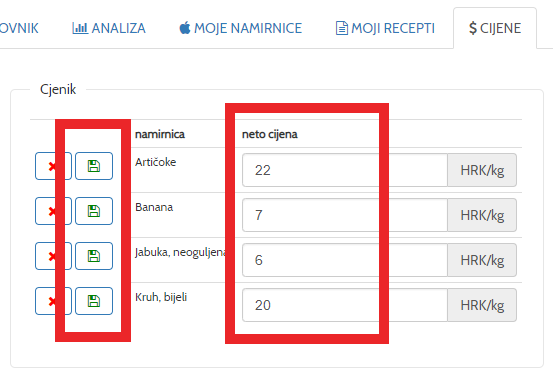 OVNIK ANALIZA MOJE NAMIRNICE MOJI RECEPTI $ CIJENE
Cjenik
namirnica neto cijena
Artičoke 22 HRK/kg
Banana 7 HRK/kg
Jabuka, neoguljena 6 HRK/kg
Kruh, bijeli 20 HRK/kg